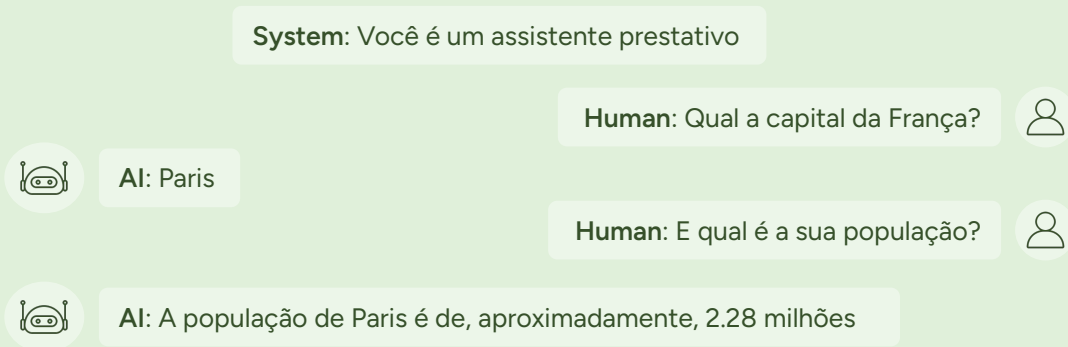 System: Você é um assistente prestativo
Human: Qual a capital da França?
AI: Paris
Human: E qual é a sua população?
AI: A população de Paris é de, aproximadamente, 2.28 milhões